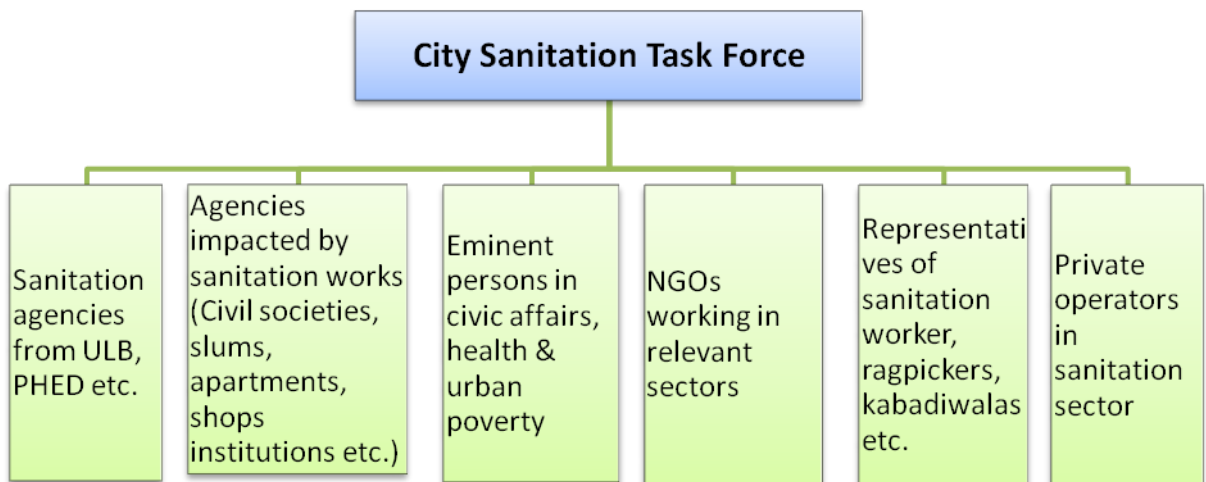 City Sanitation Task Force
Sanitation
agencies
from ULB,
PHED etc.
Agencies
impacted by
sanitation works
(Civil societies,
slums,
apartments,
shops
institutions etc.)
Eminent
persons in
civic affairs,
health &
urban
poverty
NGOs
working in
relevant
sectors
Representati
ves of
sanitation
worker,
ragpickers,
kabadiwalas
etc.
Private
operators
in
sanitation
sector